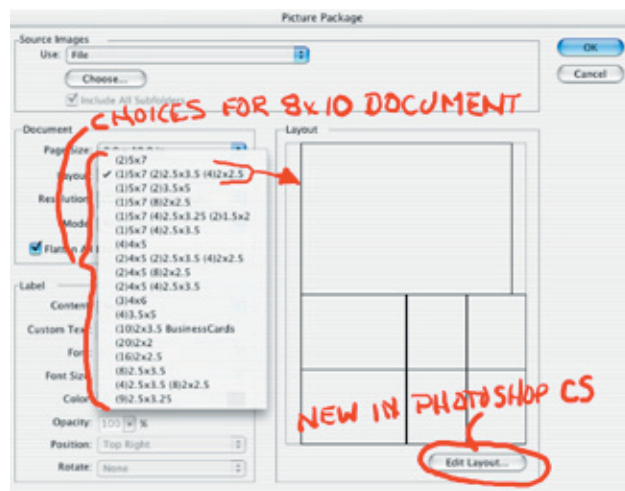 Picture Package
Source Images
Use: File
OK
Choose...
Cancel
Include All Subfolders
CHOICES FOR 8x10 DOCUMENT
Document
Layout
Page Size:
(2)5x7
Layout
✓ (1)5x7 (2)2.5x3.5 (4)2x2.5
(1)5x7 (2)3.5x5
Resolution
(1)5x7 (8)2x2.5
(1)5x7 (4)2.5x3.25 (2)1.5x2
Mode
(1)5x7 (4)2.5x3.5
(4)4x5
Flatten All
(2)4x5 (2)2.5x3.5 (4)2x2.5
(2)4x5 (8)2x2.5
(2)4x5 (4)2.5x3.5
Label
(3)4x6
Content
(4)3.5x5
(10)2x3.5 BusinessCards
Custom Text
(20)2x2
Font
(16)2x2.5
(8)2.5x3.5
Font Size
(4)2.5x3.5 (8)2x2.5
Color
(9)2.5x3.25
NEW IN PHOTOSHOP CS
Opacity: 100 %
Position: Top Right
Edit Layout...
Rotate: None